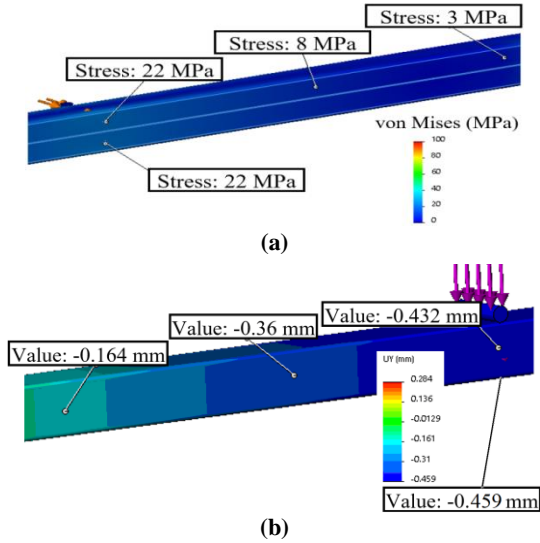 Stress: 3 MPa
Stress: 8 MPa
Stress: 22 MPa
von Mises (MPa)
100
80
60
40
20
0
Stress: 22 MPa
(a)
Value: -0.432 mm
Value: -0.36 mm
Value: -0.164 mm
UY (mm)
0.284
0.136
-0.0129
-0.161
-0.31
-0.459
Value: -0.459 mm
(b)